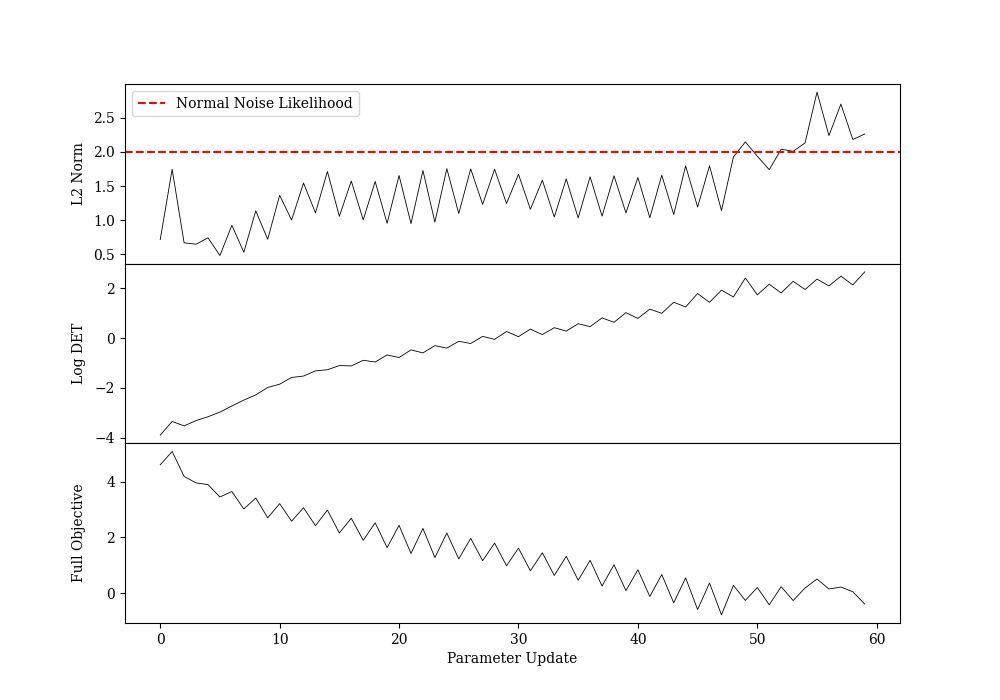 Normal Noise Likelihood
2.5
2.0
1.5
1.0
0.5
L2 Norm
2
0
−2
−4
Log DET
4
2
0
Full Objective
0 10 20 30 40 50 60
Parameter Update